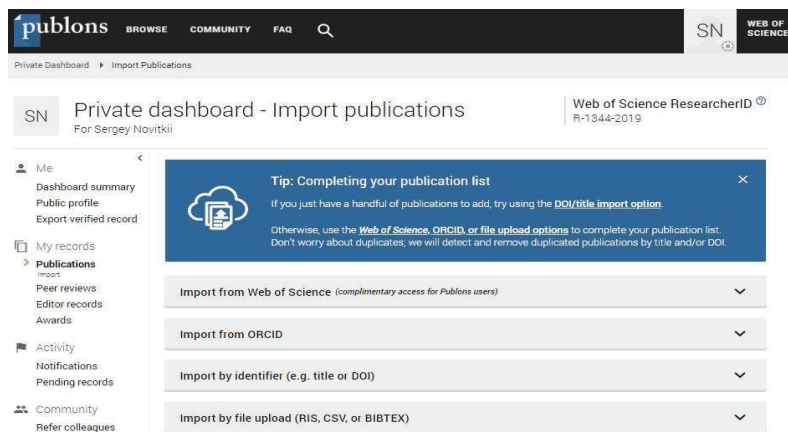 publons BROWSE COMMUNITY FAQ SN WEB OF SCIENCE
Private Dashboard Import Publications
SN
Private dashboard - Import publications
For Sergey Novitkii
Web of Science ResearcherID ?
R-1344-2019
Me
Dashboard summary
Public profile
Export verified record
My records
Publications
Import
Peer reviews
Editor records
Awards
Activity
Notifications
Pending records
Community
Refer colleagues
Tip: Completing your publication list
If you just have a handful of publications to add, try using the DOI/title import option.
Otherwise, use the Web of Science, ORCID, or file upload options to complete your publication list.
Don't worry about duplicates; we will detect and remove duplicated publications by title and/or DOI.
Import from Web of Science (complimentary access for Publons users)
Import from ORCID
Import by identifier (e.g. title or DOI)
Import by file upload (RIS, CSV, or BIBTEX)